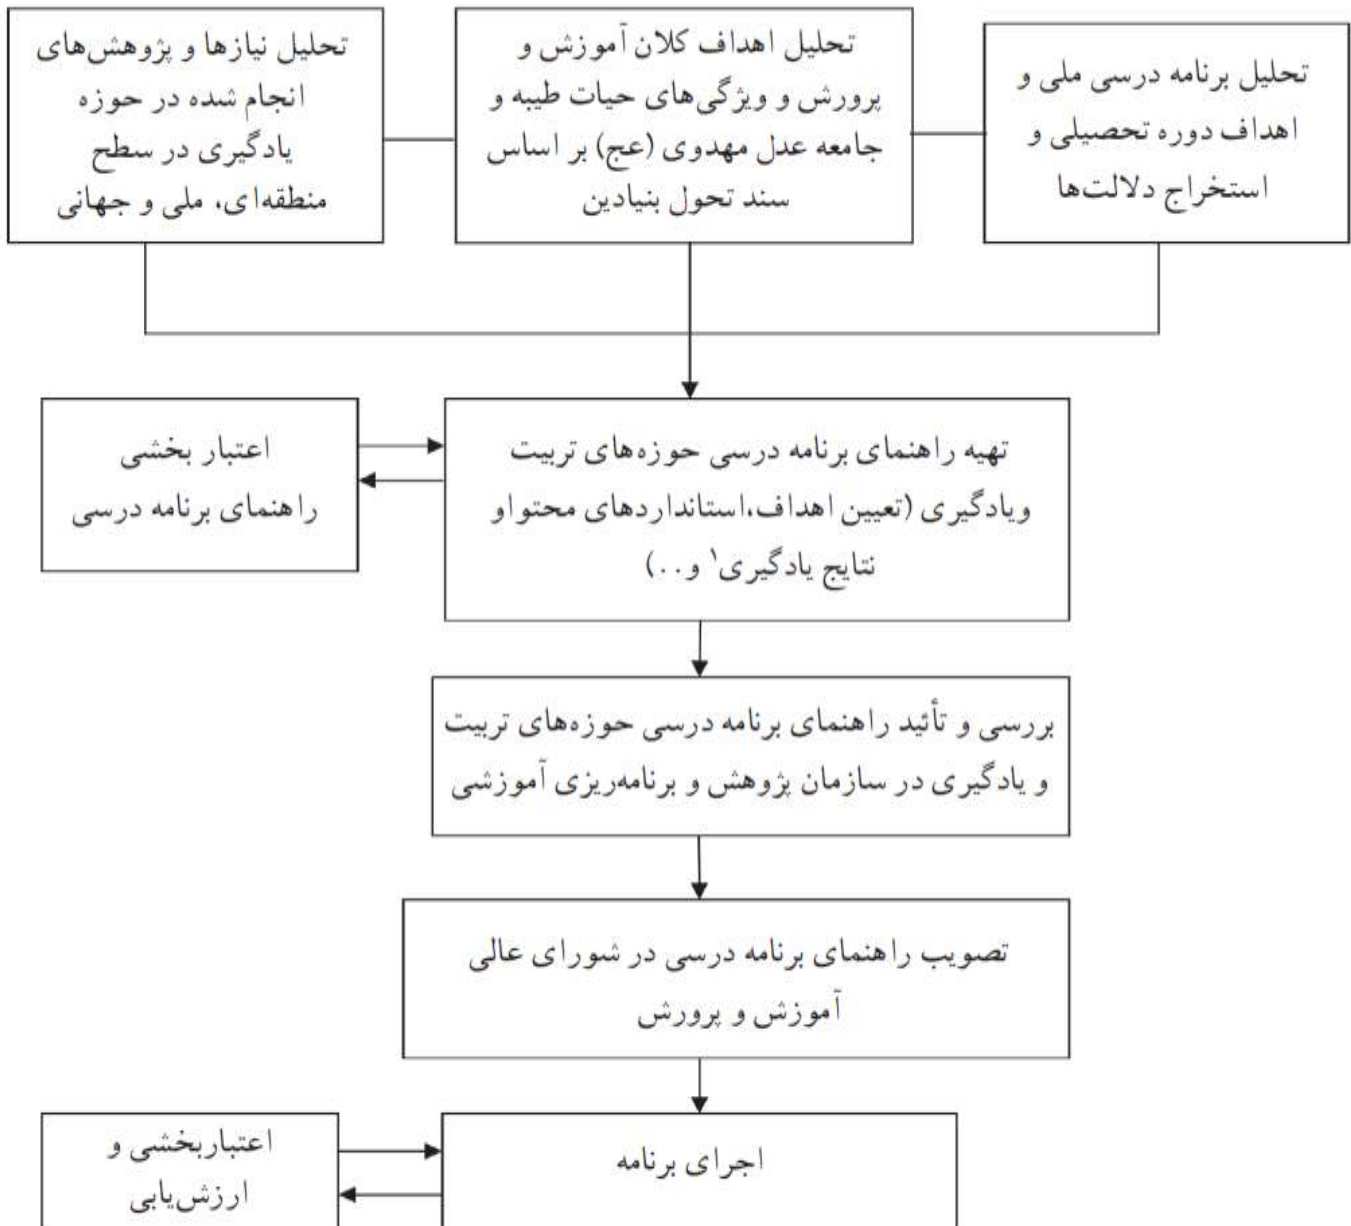 تحلیل برنامه درسی ملی و
اهداف دوره تحصیلی و
استخراج دلالت‌ها
تحلیل اهداف کلان آموزش و
پرورش و ویژگی‌های حیات طیبه و
جامعه عدل مهدوی (عج) بر اساس
سند تحول بنیادین
تحلیل نیازها و پژوهش‌های
انجام شده در حوزه
یادگیری در سطح
منطقه‌ای، ملی و جهانی
تهیه راهنمای برنامه درسی حوزه‌های تربیت
ویادگیری (تعیین اهداف،استانداردهای محتوا و
نتایج یادگیری۱ و..)
اعتبار بخشی
راهنمای برنامه درسی
بررسی و تأئید راهنمای برنامه درسی حوزه‌های تربیت
و یادگیری در سازمان پژوهش و برنامه‌ریزی آموزشی
تصویب راهنمای برنامه درسی در شورای عالی
آموزش و پرورش
اجرای برنامه
اعتباربخشی و
ارزش‌یابی